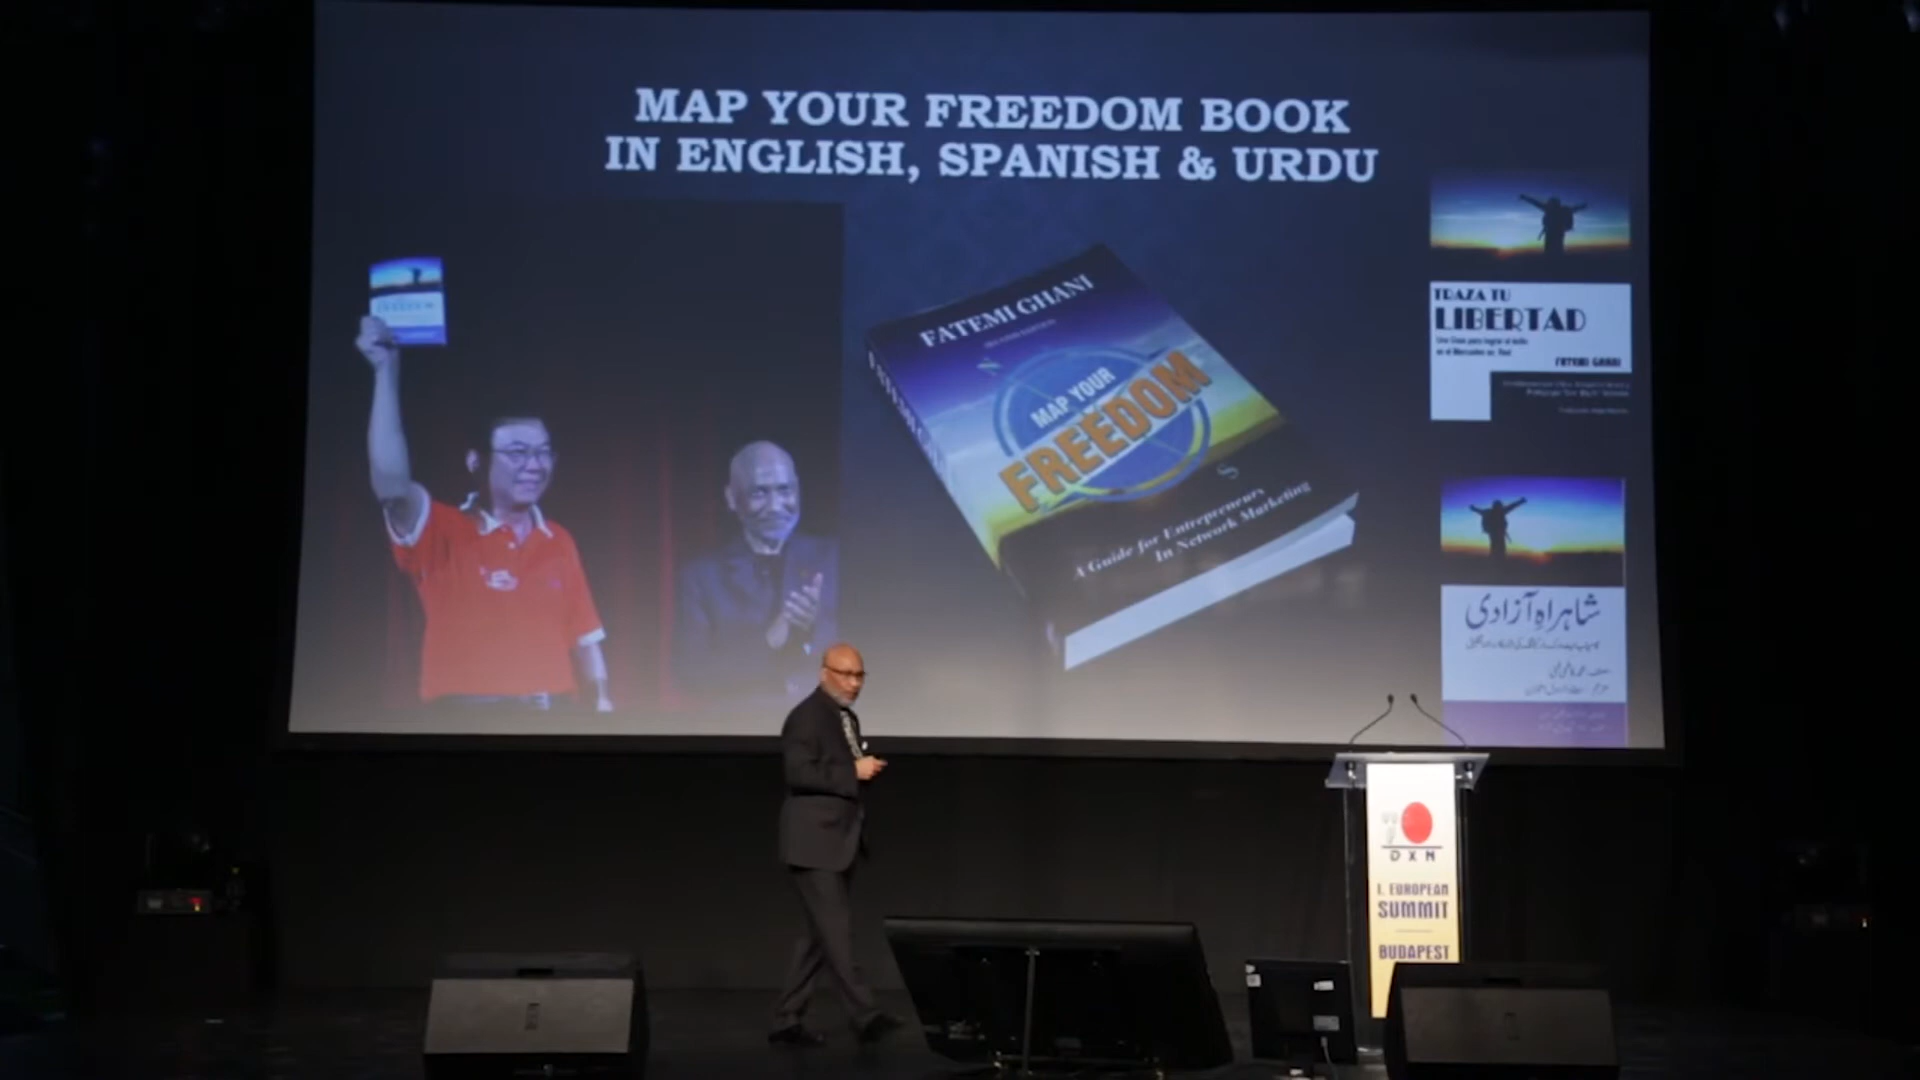 MAP YOUR FREEDOM BOOK
IN ENGLISH, SPANISH & URDU
FATEMI GHANI
MAP YOUR
FREEDOM
A Guide for Entrepreneurs
In Network Marketing
TRAZA TU
LIBERTAD
FATEMI GHANI
شاہراہِ آزادی
DXN
I. EUROPEAN
SUMMIT
BUDAPEST